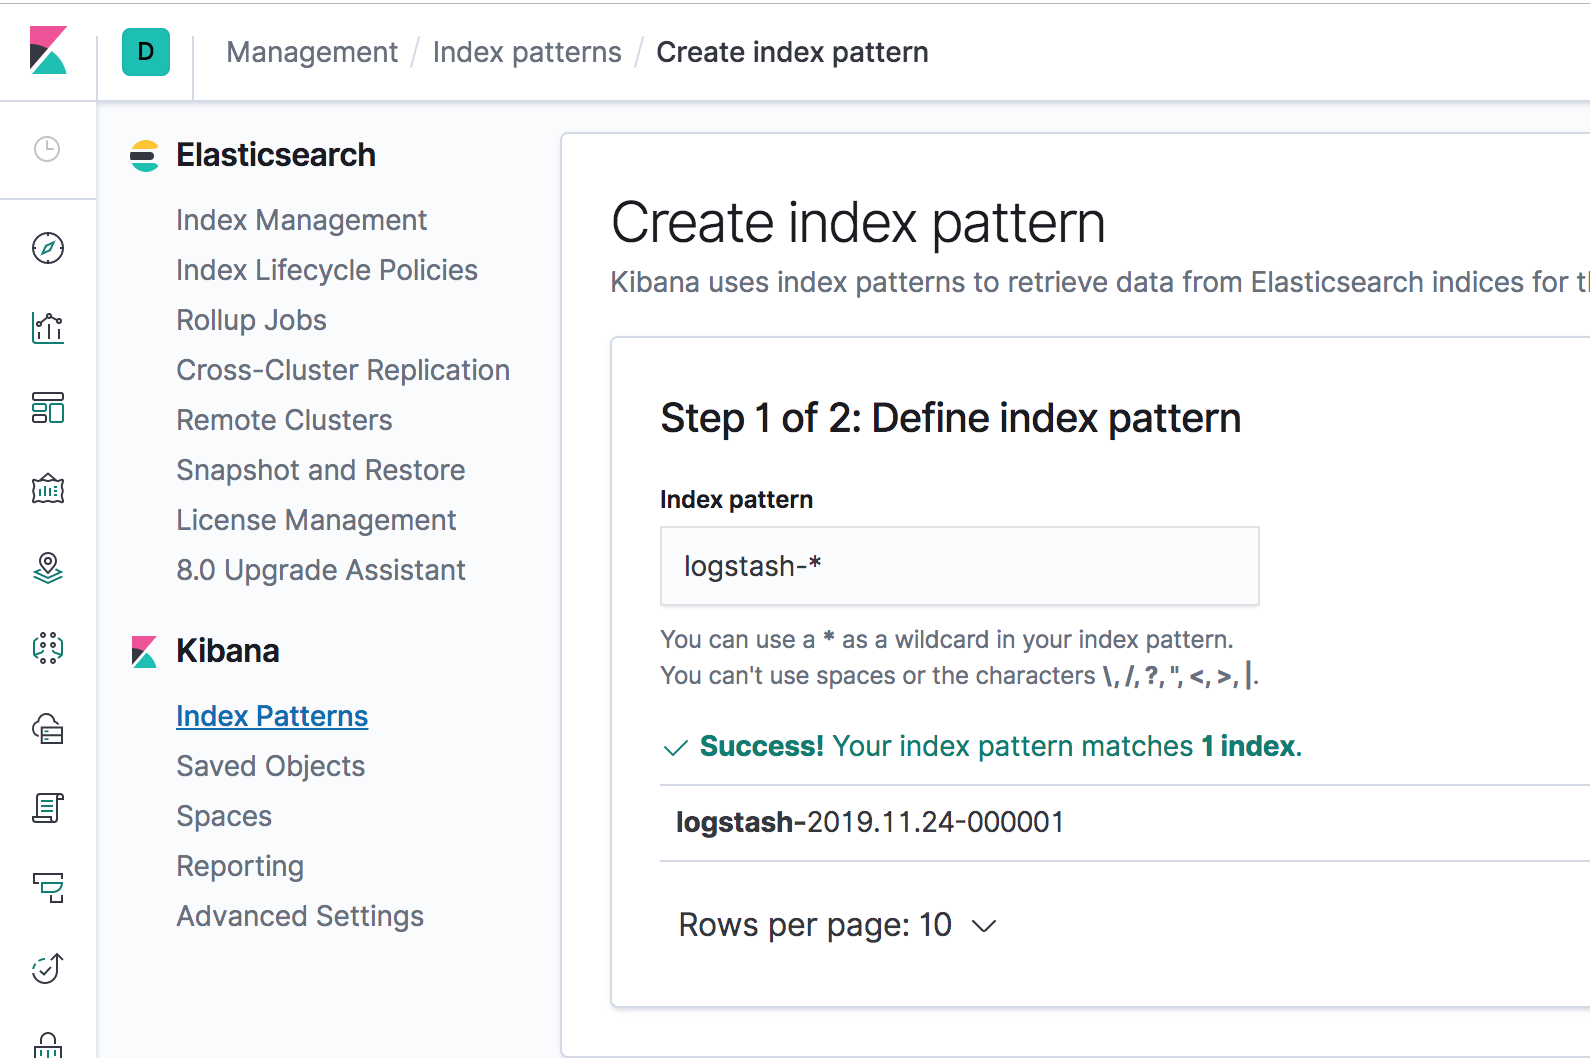 D
Management / Index patterns / Create index pattern
Elasticsearch
Index Management
Index Lifecycle Policies
Rollup Jobs
Cross-Cluster Replication
Remote Clusters
Snapshot and Restore
License Management
8.0 Upgrade Assistant
Kibana
Index Patterns
Saved Objects
Spaces
Reporting
Advanced Settings
Create index pattern
Kibana uses index patterns to retrieve data from Elasticsearch indices for
Step 1 of 2: Define index pattern
Index pattern
logstash-*
You can use a * as a wildcard in your index pattern.
You can't use spaces or the characters \, /, ?, ", <, >, |.
Success! Your index pattern matches 1 index.
logstash-2019.11.24-000001
Rows per page: 10